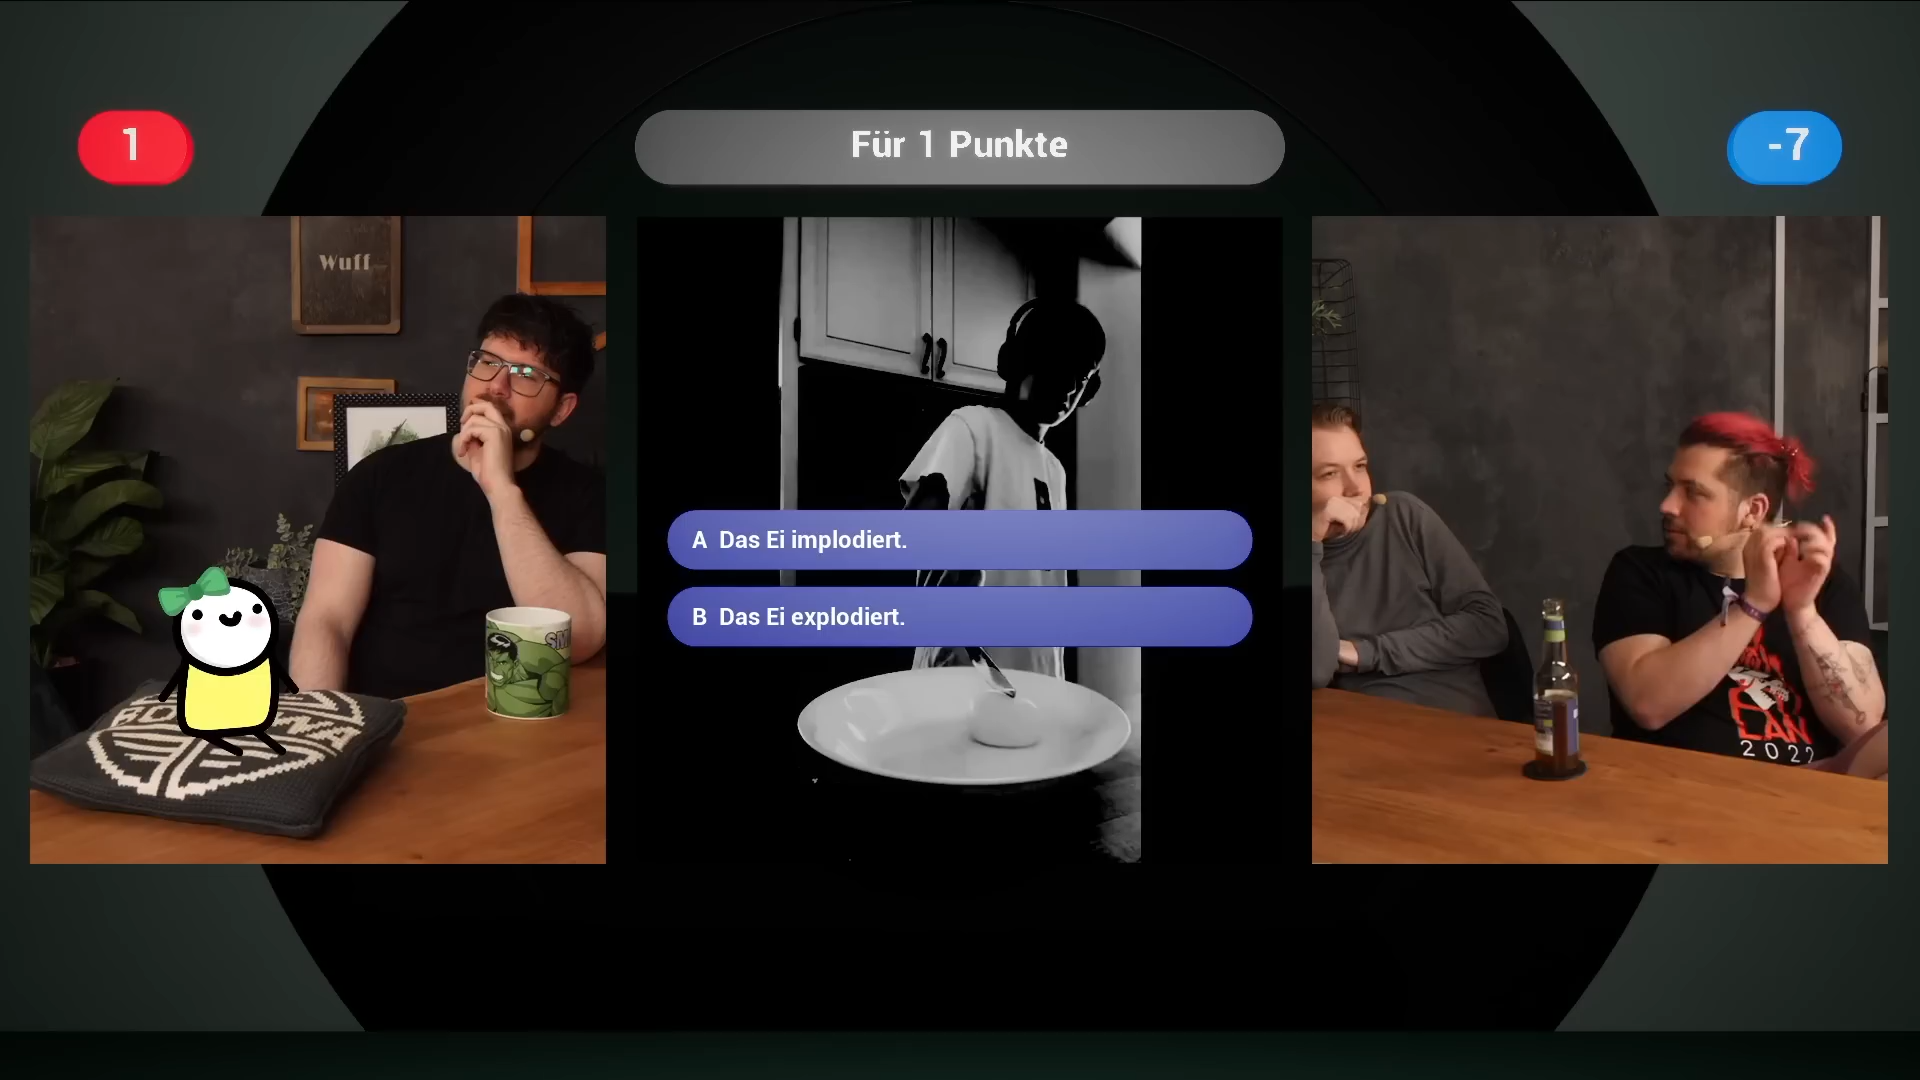 1
Für 1 Punkte
-7
Wuff
A Das Ei implodiert.
B Das Ei explodiert.
LAN
2022